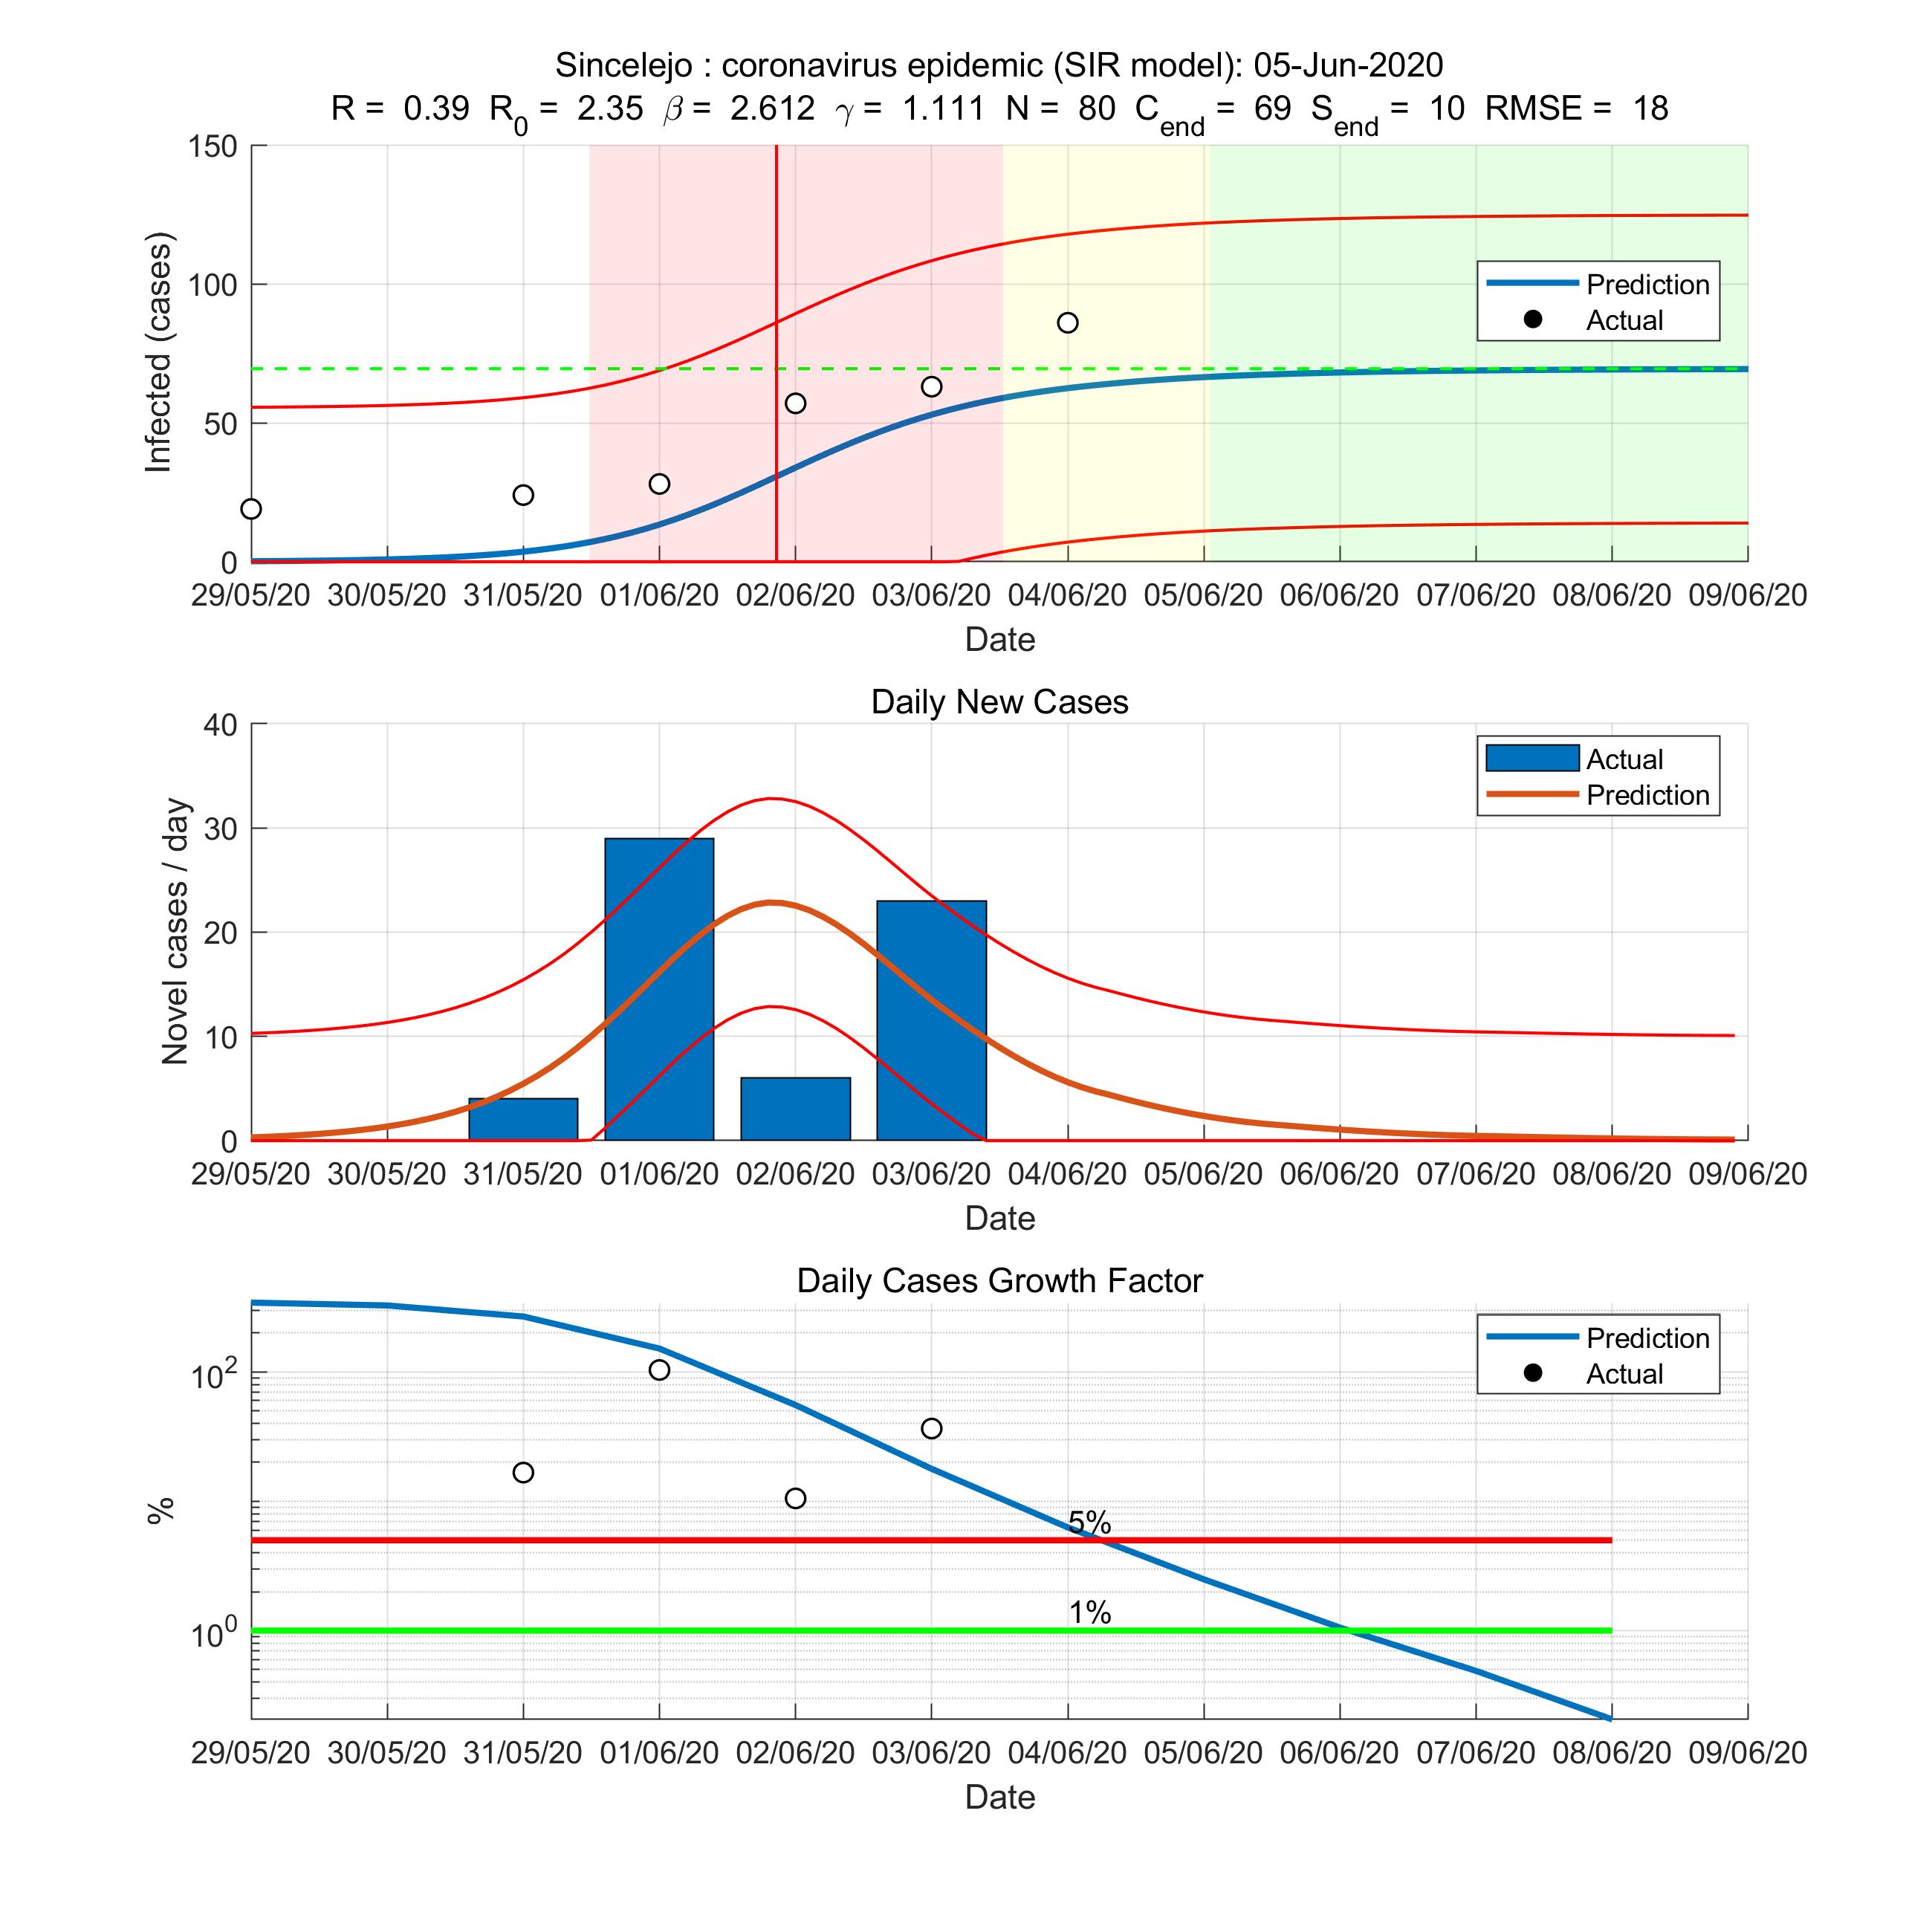 Sincelejo : coronavirus epidemic (SIR model): 05-Jun-2020
R = 0.39 R0 = 2.35 β = 2.612 γ = 1.111 N = 80 Cend = 69 Send = 10 RMSE = 18
150
100
50
0
Infected (cases)
Prediction
Actual
29/05/20 30/05/20 31/05/20 01/06/20 02/06/20 03/06/20 04/06/20 05/06/20 06/06/20 07/06/20 08/06/20 09/06/20
Date
Daily New Cases
40
30
20
10
0
Novel cases / day
Actual
Prediction
29/05/20 30/05/20 31/05/20 01/06/20 02/06/20 03/06/20 04/06/20 05/06/20 06/06/20 07/06/20 08/06/20 09/06/20
Date
Daily Cases Growth Factor
10^2
10^0
%
Prediction
Actual
5%
1%
29/05/20 30/05/20 31/05/20 01/06/20 02/06/20 03/06/20 04/06/20 05/06/20 06/06/20 07/06/20 08/06/20 09/06/20
Date